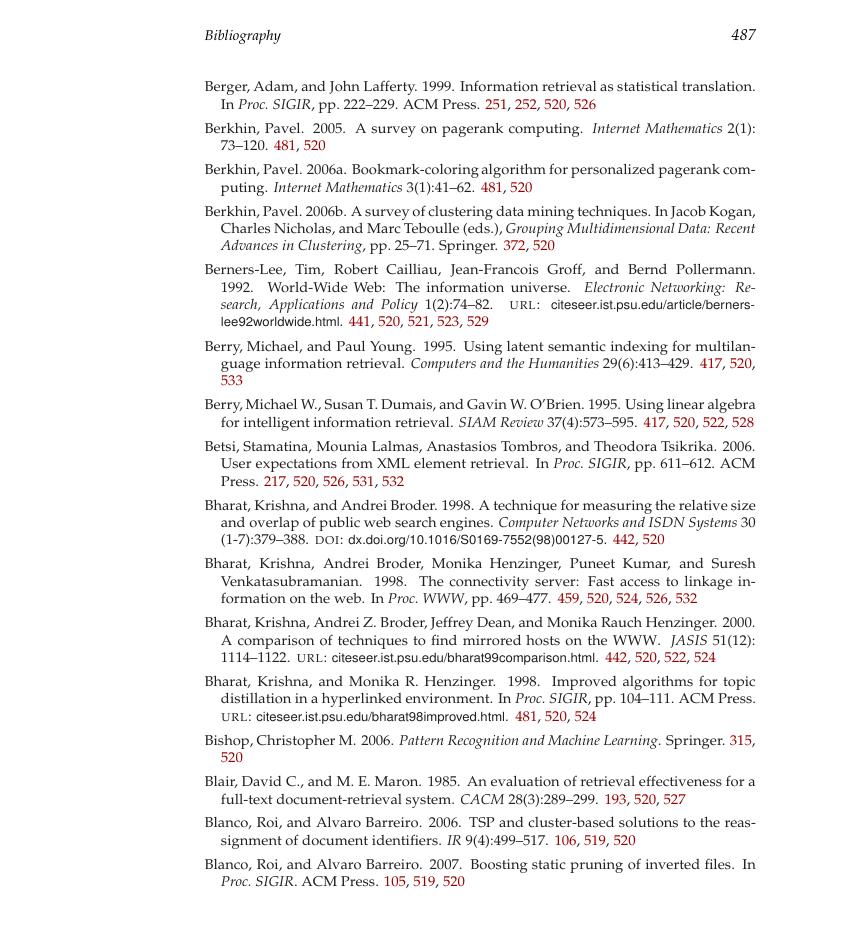 Bibliography 487
Berger, Adam, and John Lafferty. 1999. Information retrieval as statistical translation.
In Proc. SIGIR, pp. 222–229. ACM Press. 251, 252, 520, 526
Berkhin, Pavel. 2005. A survey on pagerank computing. Internet Mathematics 2(1):
73–120. 481, 520
Berkhin, Pavel. 2006a. Bookmark-coloring algorithm for personalized pagerank com-
puting. Internet Mathematics 3(1):41–62. 481, 520
Berkhin, Pavel. 2006b. A survey of clustering data mining techniques. In Jacob Kogan,
Charles Nicholas, and Marc Teboulle (eds.), Grouping Multidimensional Data: Recent
Advances in Clustering, pp. 25–71. Springer. 372, 520
Berners-Lee, Tim, Robert Cailliau, Jean-Francois Groff, and Bernd Pollermann.
1992. World-Wide Web: The information universe. Electronic Networking: Re-
search, Applications and Policy 1(2):74–82. URL: citeseer.ist.psu.edu/article/berners-
lee92worldwide.html. 441, 520, 521, 523, 529
Berry, Michael, and Paul Young. 1995. Using latent semantic indexing for multilan-
guage information retrieval. Computers and the Humanities 29(6):413–429. 417, 520,
533
Berry, Michael W., Susan T. Dumais, and Gavin W. O'Brien. 1995. Using linear algebra
for intelligent information retrieval. SIAM Review 37(4):573–595. 417, 520, 522, 528
Betsi, Stamatina, Mounia Lalmas, Anastasios Tombros, and Theodora Tsikrika. 2006.
User expectations from XML element retrieval. In Proc. SIGIR, pp. 611–612. ACM
Press. 217, 520, 526, 531, 532
Bharat, Krishna, and Andrei Broder. 1998. A technique for measuring the relative size
and overlap of public web search engines. Computer Networks and ISDN Systems 30
(1-7):379–388. DOI: dx.doi.org/10.1016/S0169-7552(98)00127-5. 442, 520
Bharat, Krishna, Andrei Broder, Monika Henzinger, Puneet Kumar, and Suresh
Venkatasubramanian. 1998. The connectivity server: Fast access to linkage in-
formation on the web. In Proc. WWW, pp. 469–477. 459, 520, 524, 526, 532
Bharat, Krishna, Andrei Z. Broder, Jeffrey Dean, and Monika Rauch Henzinger. 2000.
A comparison of techniques to find mirrored hosts on the WWW. JASIS 51(12):
1114–1122. URL: citeseer.ist.psu.edu/bharat99comparison.html. 442, 520, 522, 524
Bharat, Krishna, and Monika R. Henzinger. 1998. Improved algorithms for topic
distillation in a hyperlinked environment. In Proc. SIGIR, pp. 104–111. ACM Press.
URL: citeseer.ist.psu.edu/bharat98improved.html. 481, 520, 524
Bishop, Christopher M. 2006. Pattern Recognition and Machine Learning. Springer. 315,
520
Blair, David C., and M. E. Maron. 1985. An evaluation of retrieval effectiveness for a
full-text document-retrieval system. CACM 28(3):289–299. 193, 520, 527
Blanco, Roi, and Alvaro Barreiro. 2006. TSP and cluster-based solutions to the reas-
signment of document identifiers. IR 9(4):499–517. 106, 519, 520
Blanco, Roi, and Alvaro Barreiro. 2007. Boosting static pruning of inverted files. In
Proc. SIGIR. ACM Press. 105, 519, 520